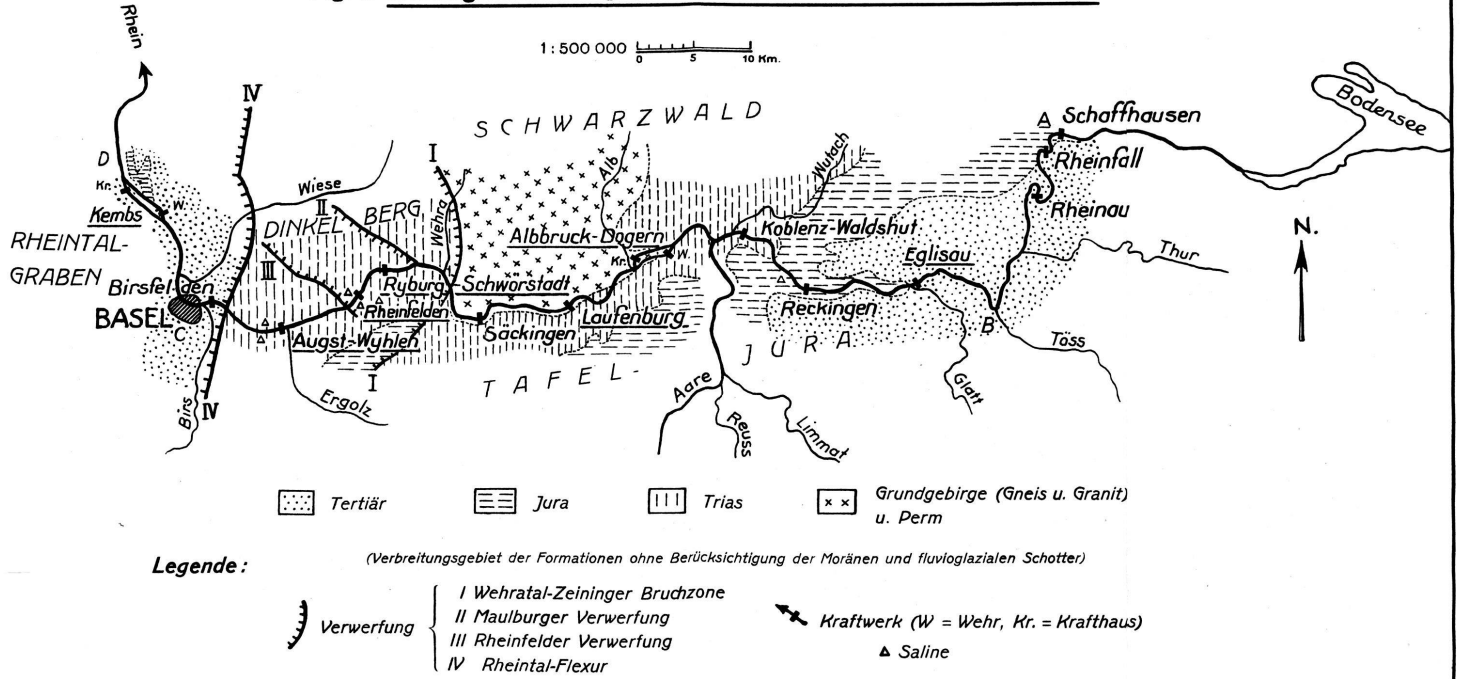 Rhein
1:500 000
0 5 10 Km.
SCHWARZWALD
Bodensee
IV
A
Schaffhausen
Rheinfall
Rheinau
D
Kr.
W.
Kembs
Wiese
I
Wehra
Alb
Wutach
II
DINKEL BERG
III
RHEINTAL-
GRABEN
Albbruck-Dogern
Kr.
W.
Koblenz-Waldshut
N.
Thur
Eglisau
Birsfelden
BASEL
C
Ryburg-Schwörstadt
Rheinfelden
Augst-Wyhlen
Säckingen
Laufenburg
Reckingen
B
Töss
I
TAFEL-
JURA
IV
Birs
Ergolz
Aare
Reuss
Limmat
Glatt
Tertiär
Jura
Trias
Grundgebirge (Gneis u. Granit)
u. Perm
(Verbreitungsgebiet der Formationen ohne Berücksichtigung der Moränen und fluvioglazialen Schotter)
Legende:
Verwerfung
I Wehratal-Zeininger Bruchzone
II Maulburger Verwerfung
III Rheinfelder Verwerfung
IV Rheintal-Flexur
Kraftwerk (W = Wehr, Kr. = Krafthaus)
Saline